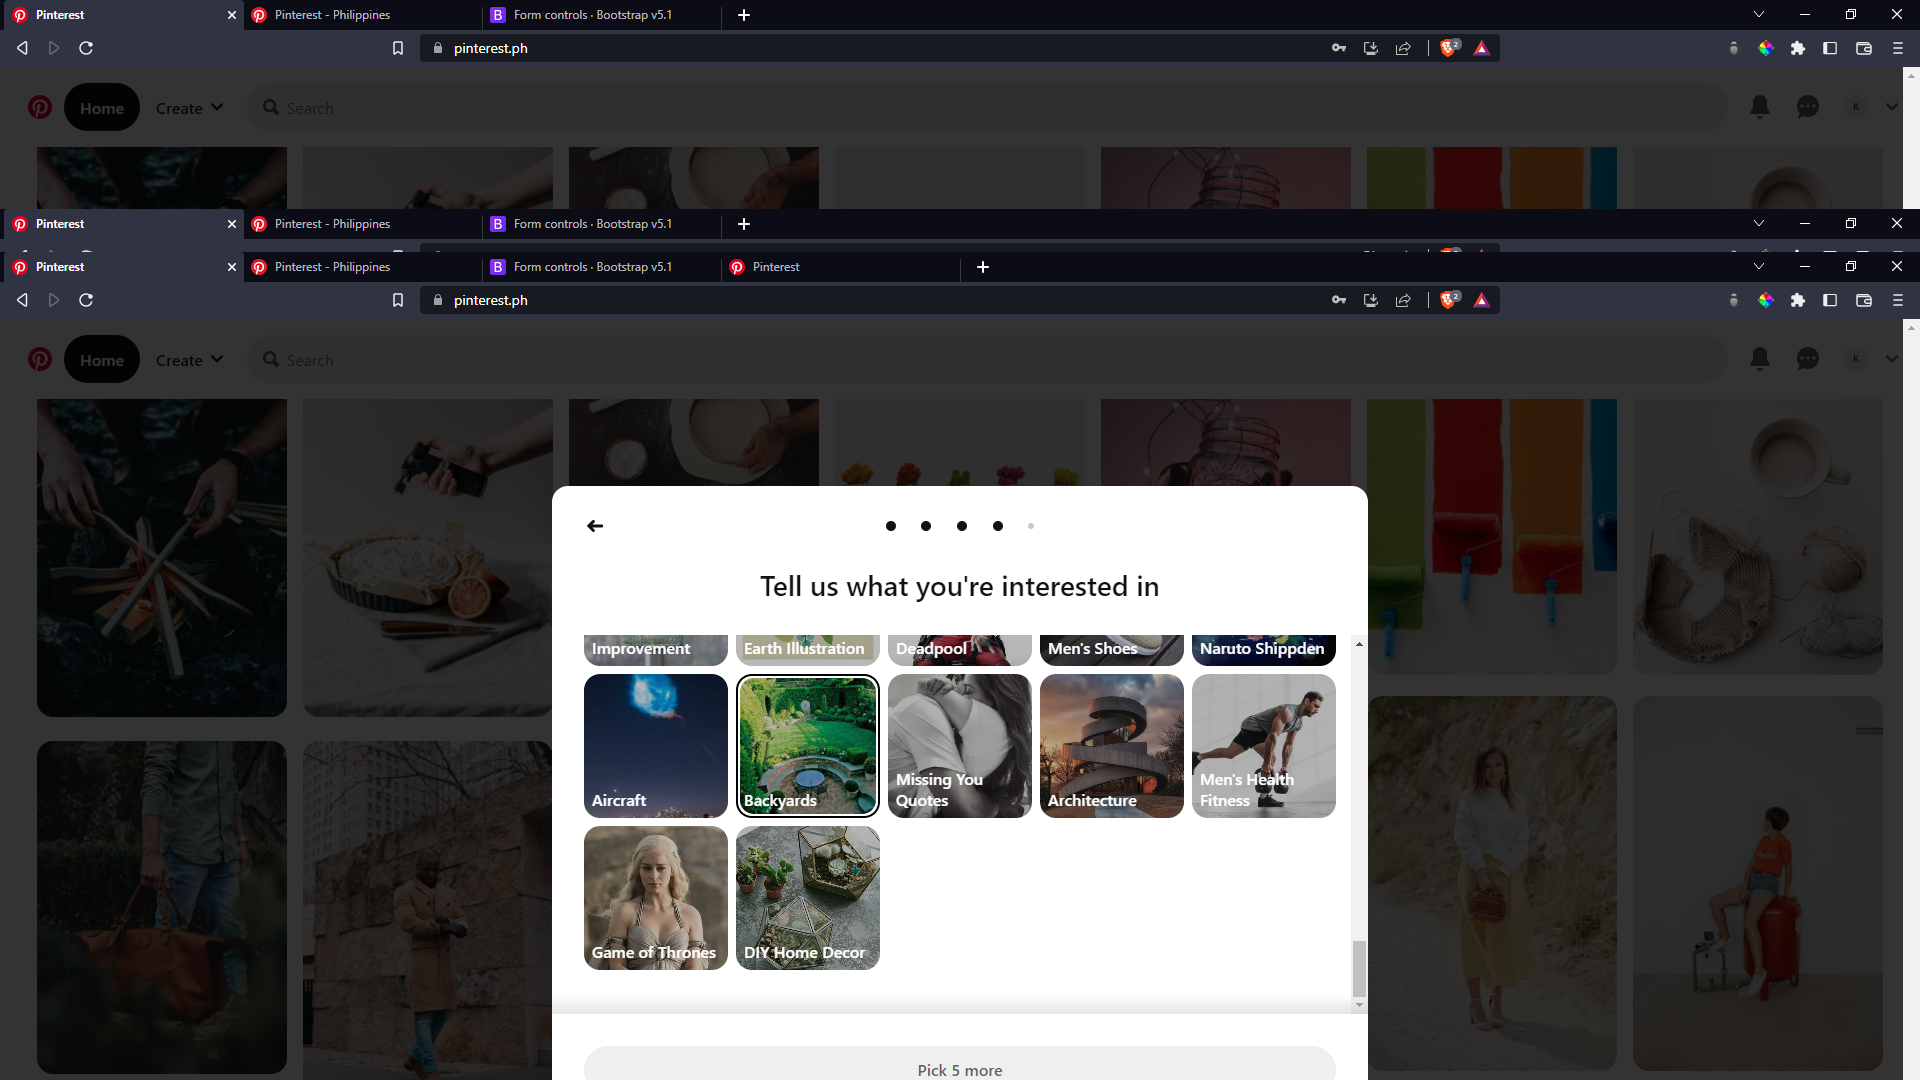 Pinterest
Pinterest - Philippines
B Form controls · Bootstrap v5.1
pinterest.ph
2
Home
Create
Search
K
Pinterest
Pinterest - Philippines
B Form controls · Bootstrap v5.1
Pinterest
Pinterest - Philippines
B Form controls · Bootstrap v5.1
Pinterest
pinterest.ph
2
Home
Create
Search
K
Tell us what you're interested in
Improvement
Earth Illustration
Deadpool
Men's Shoes
Naruto Shippden
Aircraft
Backyards
Missing You
Quotes
Architecture
Men's Health
Fitness
Game of Thrones
DIY Home Decor
Pick 5 more